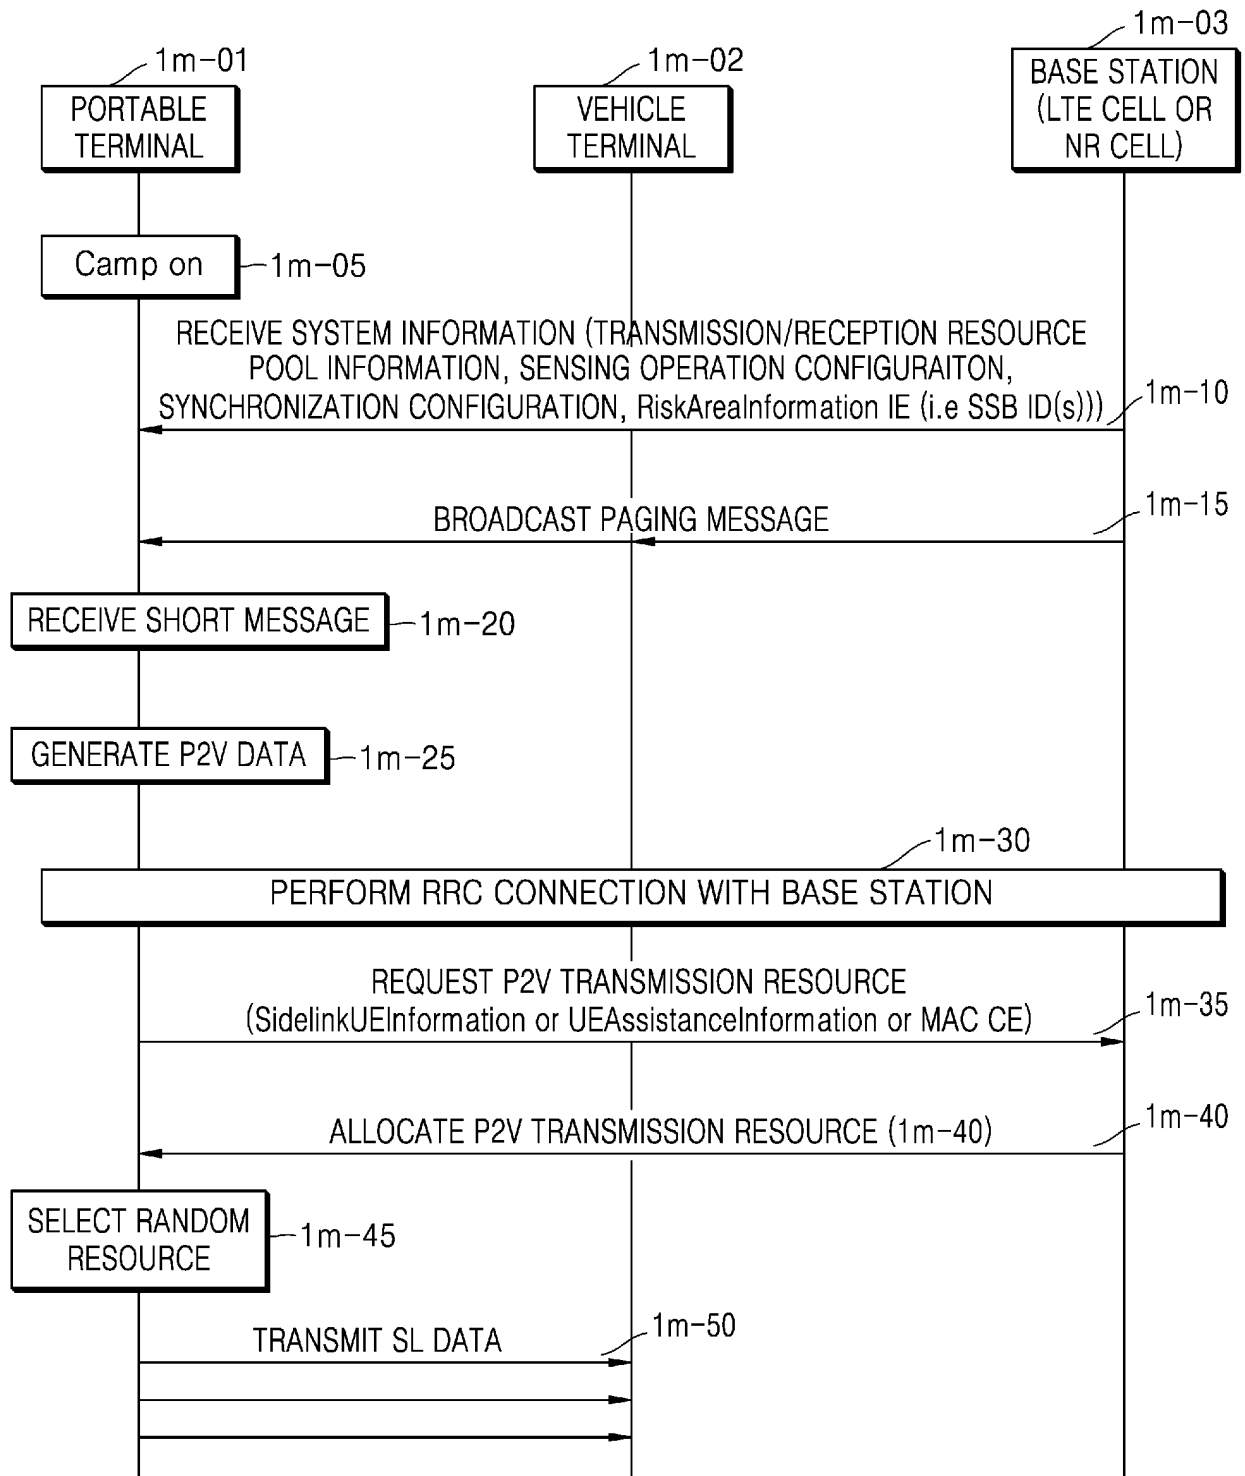 1m-01
1m-02
1m-03
PORTABLE
TERMINAL
VEHICLE
TERMINAL
BASE STATION
(LTE CELL OR
NR CELL)
Camp on
1m-05
RECEIVE SYSTEM INFORMATION (TRANSMISSION/RECEPTION RESOURCE
POOL INFORMATION, SENSING OPERATION CONFIGURAITON,
SYNCHRONIZATION CONFIGURATION, RiskAreaInformation IE (i.e SSB ID(s)))
1m-10
BROADCAST PAGING MESSAGE
1m-15
RECEIVE SHORT MESSAGE
1m-20
GENERATE P2V DATA
1m-25
1m-30
PERFORM RRC CONNECTION WITH BASE STATION
REQUEST P2V TRANSMISSION RESOURCE
(SidelinkUEInformation or UEAssistanceInformation or MAC CE)
1m-35
ALLOCATE P2V TRANSMISSION RESOURCE (1m-40)
1m-40
SELECT RANDOM
RESOURCE
1m-45
TRANSMIT SL DATA
1m-50